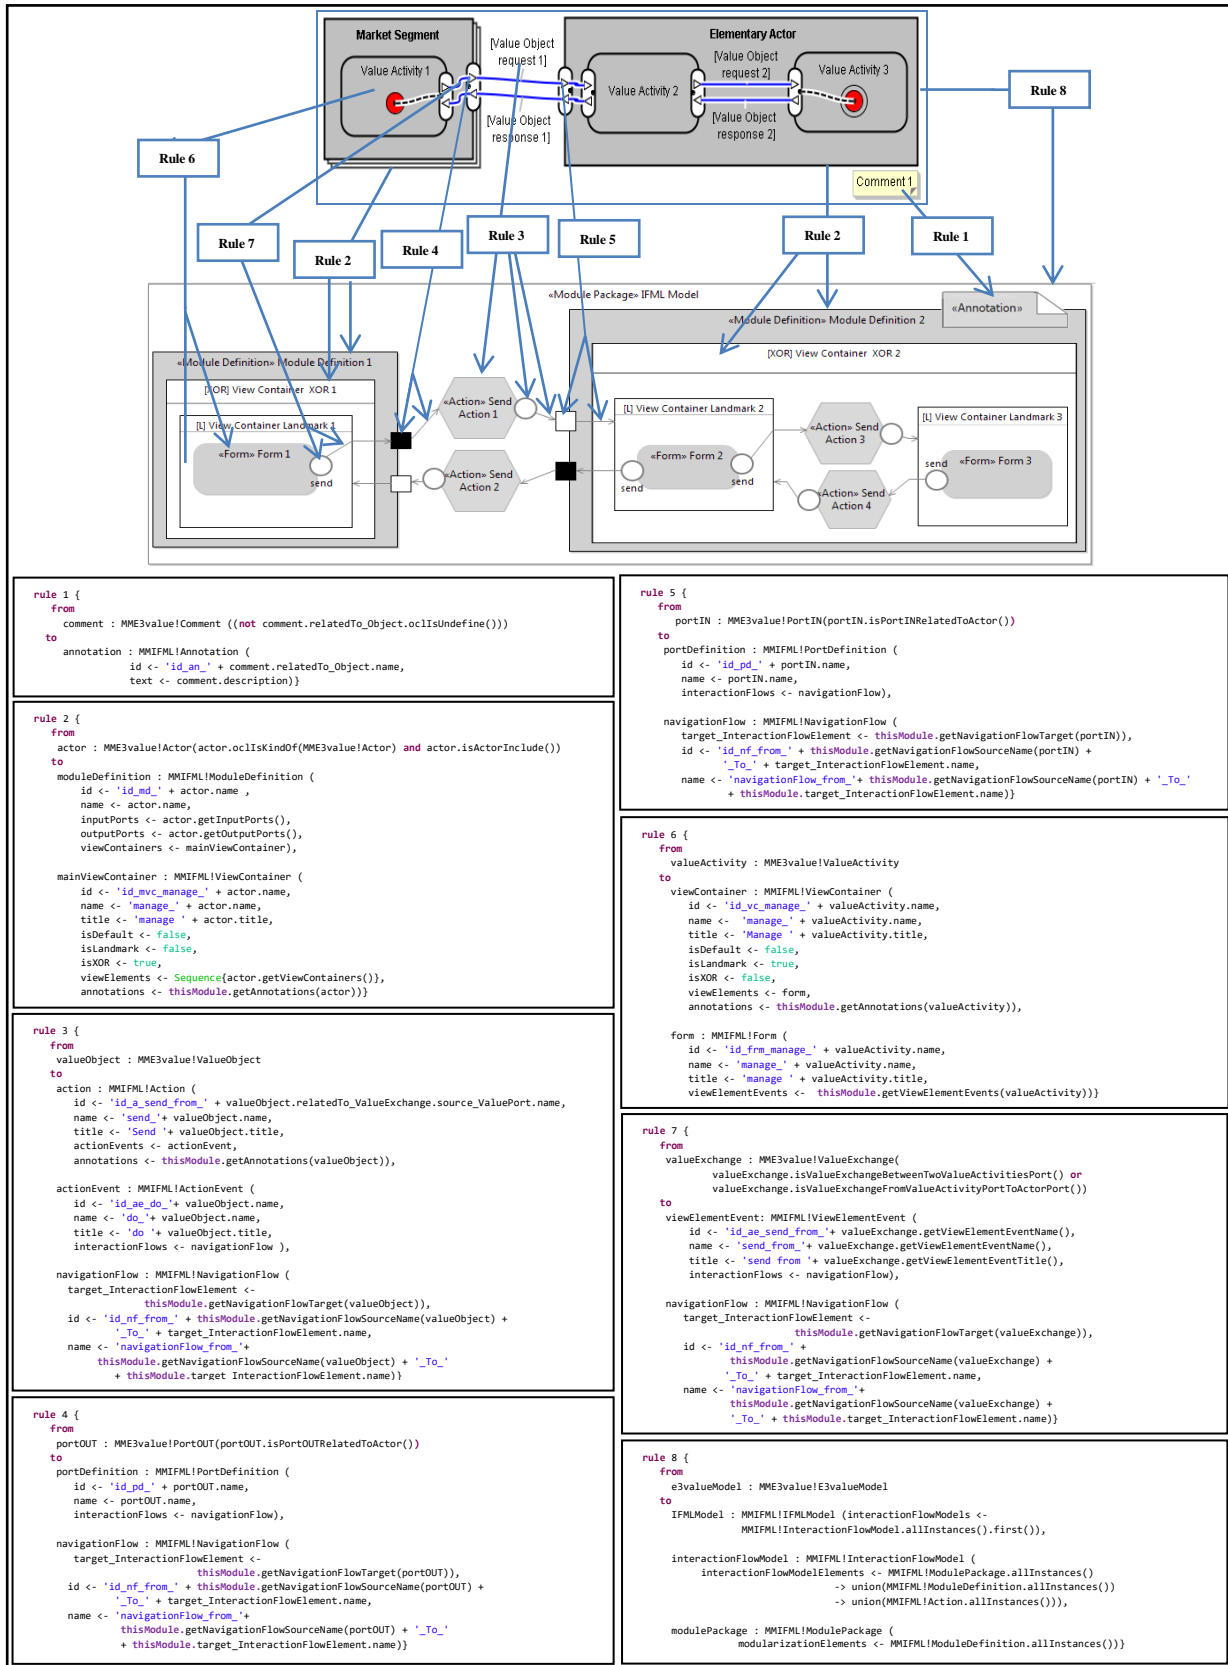 Market Segment
Elementary Actor
[Value Object
request 1]
[Value Object
request 2]
Value Activity 1
Value Activity 2
Value Activity 3
[Value Object
response 1]
[Value Object
response 2]
Comment 1
Rule 8
Rule 6
Rule 7
Rule 2
Rule 4
Rule 3
Rule 5
Rule 2
Rule 1
«Module Package» IFML Model
«Annotation»
«Module Definition» Module Definition 2
«Module Definition» Module Definition 1
[XOR] View Container XOR 2
[XOR] View Container XOR 1
[L] View Container Landmark 1
«Form» Form 1
send
«Action» Send
Action 1
«Action» Send
Action 2
[L] View Container Landmark 2
«Form» Form 2
send
send
«Action» Send
Action 3
«Action» Send
Action 4
[L] View Container Landmark 3
send
«Form» Form 3
rule 1 {
from
comment : MME3value!Comment ((not comment.relatedTo_Object.oclIsUndefine()))
to
annotation : MMIFML!Annotation (
id <- 'id_an_' + comment.relatedTo_Object.name,
text <- comment.description)}
rule 2 {
from
actor : MME3value!Actor(actor.oclIsKindOf(MME3value!Actor) and actor.isActorInclude())
to
moduleDefinition : MMIFML!ModuleDefinition (
id <- 'id_md_' + actor.name ,
name <- actor.name,
inputPorts <- actor.getInputPorts(),
outputPorts <- actor.getOutputPorts(),
viewContainers <- mainViewContainer),
mainViewContainer : MMIFML!ViewContainer (
id <- 'id_mvc_manage_' + actor.name,
name <- 'manage_' + actor.name,
title <- 'manage ' + actor.title,
isDefault <- false,
isLandmark <- false,
isXOR <- true,
viewElements <- Sequence{actor.getViewContainers()},
annotations <- thisModule.getAnnotations(actor))}
rule 3 {
from
valueObject : MME3value!ValueObject
to
action : MMIFML!Action (
id <- 'id_a_send_from_' + valueObject.relatedTo_ValueExchange.source_ValuePort.name,
name <- 'send_'+ valueObject.name,
title <- 'Send '+ valueObject.title,
actionEvents <- actionEvent,
annotations <- thisModule.getAnnotations(valueObject)),
actionEvent : MMIFML!ActionEvent (
id <- 'id_ae_do_'+ valueObject.name,
name <- 'do_'+ valueObject.name,
title <- 'do '+ valueObject.title,
interactionFlows <- navigationFlow ),
navigationFlow : MMIFML!NavigationFlow (
target_InteractionFlowElement <-
thisModule.getNavigationFlowTarget(valueObject)),
id <- 'id_nf_from_' + thisModule.getNavigationFlowSourceName(valueObject) +
'_To_' + target_InteractionFlowElement.name,
name <- 'navigationFlow_from_'+
thisModule.getNavigationFlowSourceName(valueObject) + '_To_'
+ thisModule.target InteractionFlowElement.name)}
rule 4 {
from
portOUT : MME3value!PortOUT(portOUT.isPortOUTRelatedToActor())
to
portDefinition : MMIFML!PortDefinition (
id <- 'id_pd_' + portOUT.name,
name <- portOUT.name,
interactionFlows <- navigationFlow),
navigationFlow : MMIFML!NavigationFlow (
target_InteractionFlowElement <-
thisModule.getNavigationFlowTarget(portOUT)),
id <- 'id_nf_from_' + thisModule.getNavigationFlowSourceName(portOUT) +
'_To_' + target_InteractionFlowElement.name,
name <- 'navigationFlow_from_'+
thisModule.getNavigationFlowSourceName(portOUT) + '_To_'
+ thisModule.target_InteractionFlowElement.name)}
rule 5 {
from
portIN : MME3value!PortIN(portIN.isPortINRelatedToActor())
to
portDefinition : MMIFML!PortDefinition (
id <- 'id_pd_' + portIN.name,
name <- portIN.name,
interactionFlows <- navigationFlow),
navigationFlow : MMIFML!NavigationFlow (
target_InteractionFlowElement <- thisModule.getNavigationFlowTarget(portIN)),
id <- 'id_nf_from_' + thisModule.getNavigationFlowSourceName(portIN) +
'_To_' + target_InteractionFlowElement.name,
name <- 'navigationFlow_from_'+ thisModule.getNavigationFlowSourceName(portIN) + '_To_'
+ thisModule.target_InteractionFlowElement.name)}
rule 6 {
from
valueActivity : MME3value!ValueActivity
to
viewContainer : MMIFML!ViewContainer (
id <- 'id_vc_manage_' + valueActivity.name,
name <- 'manage_' + valueActivity.name,
title <- 'Manage ' + valueActivity.title,
isDefault <- false,
isLandmark <- true,
isXOR <- false,
viewElements <- form,
annotations <- thisModule.getAnnotations(valueActivity)),
form : MMIFML!Form (
id <- 'id_frm_manage_' + valueActivity.name,
name <- 'manage_' + valueActivity.name,
title <- 'manage ' + valueActivity.title,
viewElementEvents <- thisModule.getViewElementEvents(valueActivity))}
rule 7 {
from
valueExchange : MME3value!ValueExchange(
valueExchange.isValueExchangeBetweenTwoValueActivitiesPort() or
valueExchange.isValueExchangeFromValueActivityPortToActorPort())
to
viewElementEvent: MMIFML!ViewElementEvent (
id <- 'id_ae_send_from_'+ valueExchange.getViewElementEventName(),
name <- 'send_from_'+ valueExchange.getViewElementEventName(),
title <- 'send from '+ valueExchange.getViewElementEventTitle(),
interactionFlows <- navigationFlow),
navigationFlow : MMIFML!NavigationFlow (
target_InteractionFlowElement <-
thisModule.getNavigationFlowTarget(valueExchange)),
id <- 'id_nf_from_' +
thisModule.getNavigationFlowSourceName(valueExchange) +
'_To_' + target_InteractionFlowElement.name,
name <- 'navigationFlow_from_'+
thisModule.getNavigationFlowSourceName(valueExchange) +
'_To_' + thisModule.target_InteractionFlowElement.name)}
rule 8 {
from
e3valueModel : MME3value!E3valueModel
to
IFMLModel : MMIFML!IFMLModel (interactionFlowModels <-
MMIFML!InteractionFlowModel.allInstances().first()),
interactionFlowModel : MMIFML!InteractionFlowModel (
interactionFlowModelElements <- MMIFML!ModulePackage.allInstances()
-> union(MMIFML!ModuleDefinition.allInstances())
-> union(MMIFML!Action.allInstances())),
modulePackage : MMIFML!ModulePackage (
modularizationElements <- MMIFML!ModuleDefinition.allInstances())}